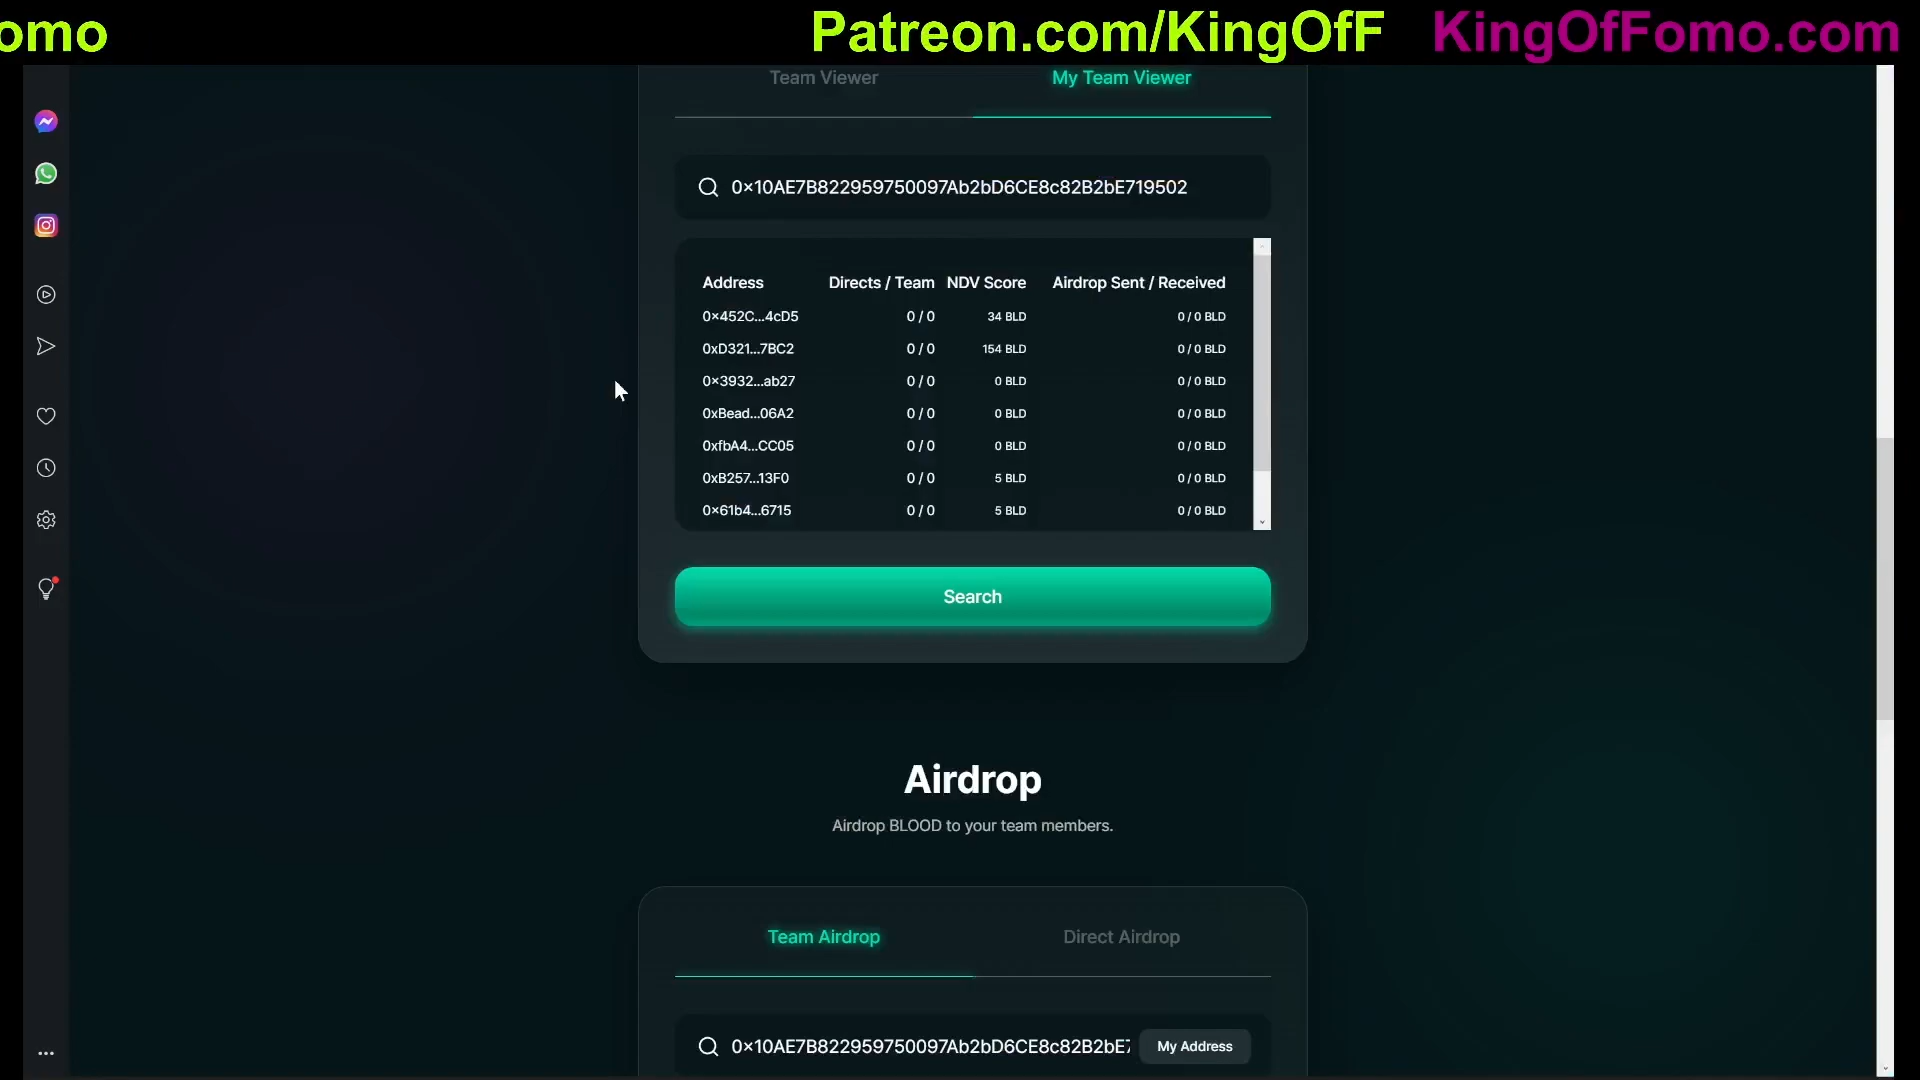 omo Patreon.com/KingOfF KingOfFomo.com
Team Viewer My Team Viewer
0x10AE7B822959750097Ab2bD6CE8c82B2bE719502
Address Directs / Team NDV Score Airdrop Sent / Received
0x452C...4cD5 0 / 0 34 BLD 0 / 0 BLD
0xD321...7BC2 0 / 0 154 BLD 0 / 0 BLD
0x3932...ab27 0 / 0 0 BLD 0 / 0 BLD
0xBead...06A2 0 / 0 0 BLD 0 / 0 BLD
0xfbA4...CC05 0 / 0 0 BLD 0 / 0 BLD
0xB257...13F0 0 / 0 5 BLD 0 / 0 BLD
0x61b4...6715 0 / 0 5 BLD 0 / 0 BLD
Search
Airdrop
Airdrop BLOOD to your team members.
Team Airdrop Direct Airdrop
0x10AE7B822959750097Ab2bD6CE8c82B2bE7 My Address